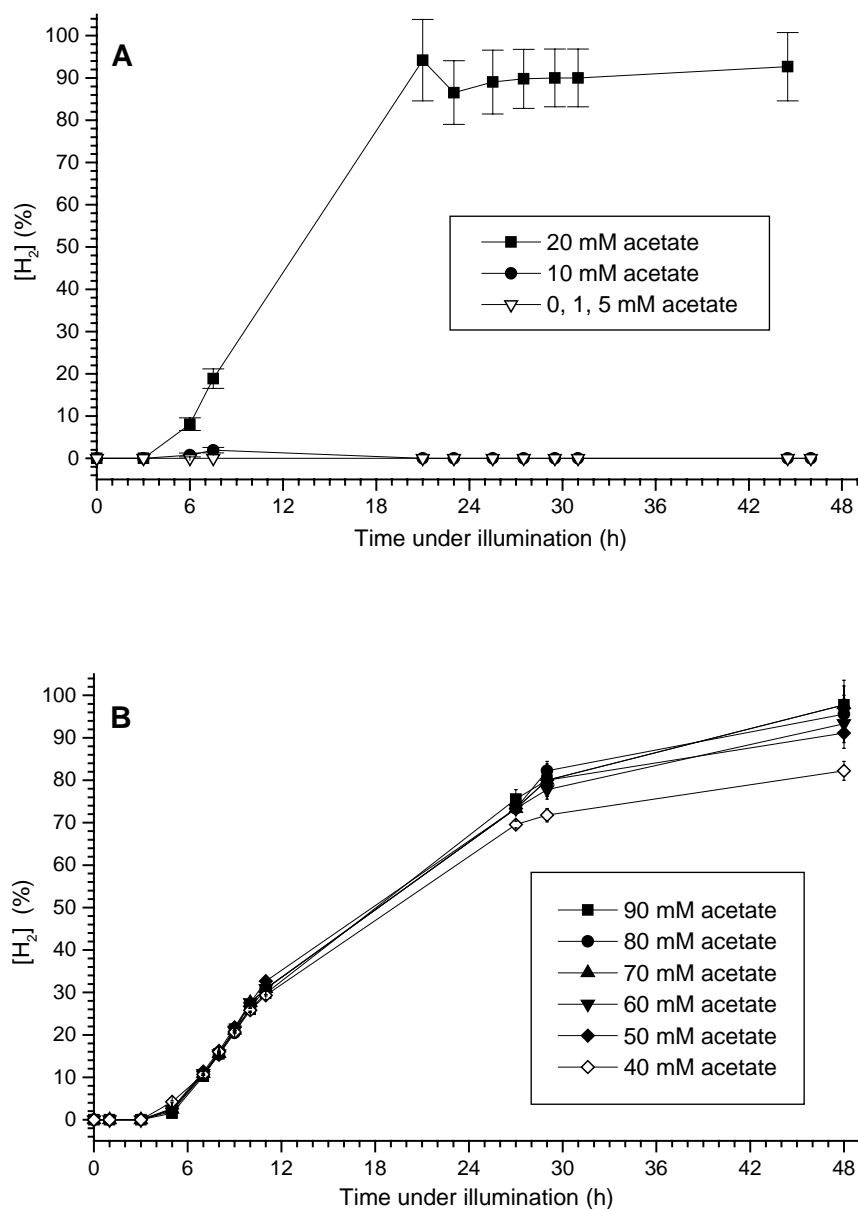 A
100
90
80
70
60
50
40
30
20
10
0
[H₂] (%)
20 mM acetate
10 mM acetate
0, 1, 5 mM acetate
0 6 12 18 24 30 36 42 48
Time under illumination (h)
B
100
90
80
70
60
50
40
30
20
10
0
[H₂] (%)
90 mM acetate
80 mM acetate
70 mM acetate
60 mM acetate
50 mM acetate
40 mM acetate
0 6 12 18 24 30 36 42 48
Time under illumination (h)